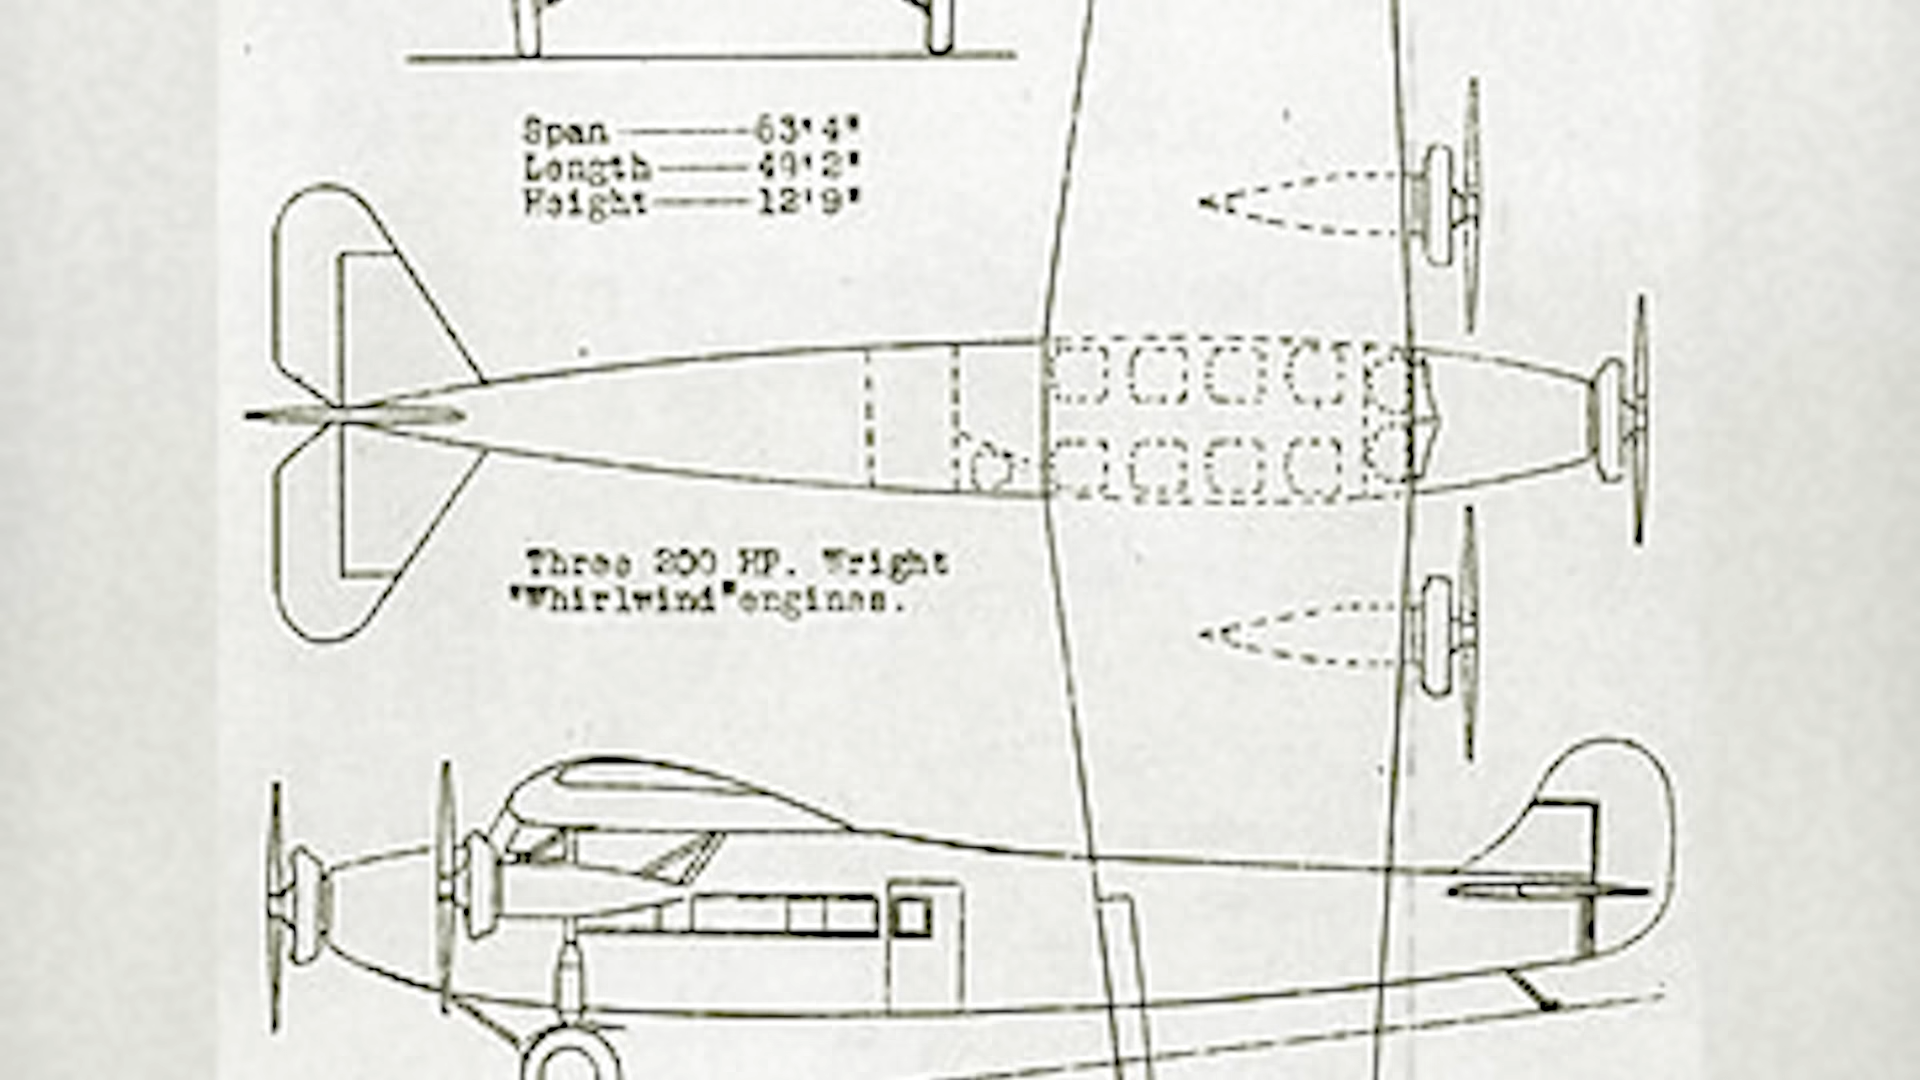 Span 63'4"
Length 49'2"
Height 12'9"
Three 200 HP. Wright
"Whirlwind"engines.